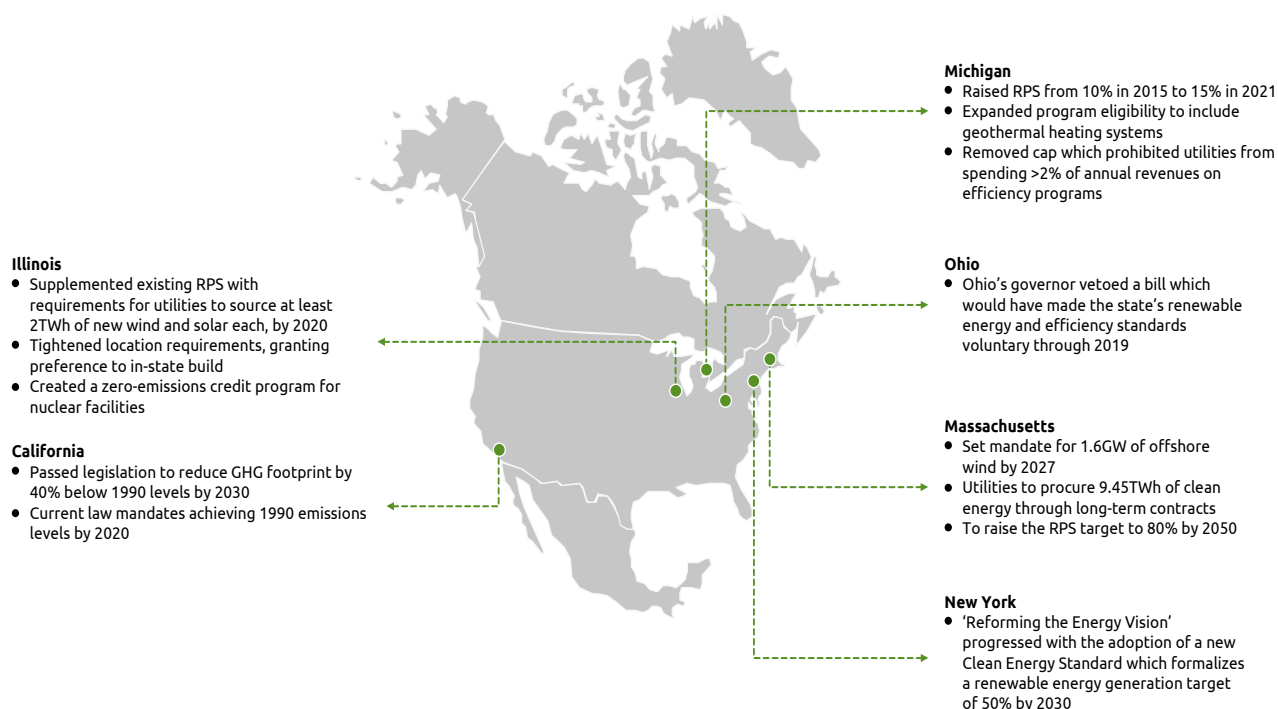 Michigan
• Raised RPS from 10% in 2015 to 15% in 2021
• Expanded program eligibility to include
geothermal heating systems
• Removed cap which prohibited utilities from
spending >2% of annual revenues on
efficiency programs
Illinois
• Supplemented existing RPS with
requirements for utilities to source at least
2TWh of new wind and solar each, by 2020
• Tightened location requirements, granting
preference to in-state build
• Created a zero-emissions credit program for
nuclear facilities
California
• Passed legislation to reduce GHG footprint by
40% below 1990 levels by 2030
• Current law mandates achieving 1990 emissions
levels by 2020
Ohio
• Ohio’s governor vetoed a bill which
would have made the state’s renewable
energy and efficiency standards
voluntary through 2019
Massachusetts
• Set mandate for 1.6GW of offshore
wind by 2027
• Utilities to procure 9.45TWh of clean
energy through long-term contracts
• To raise the RPS target to 80% by 2050
New York
• ‘Reforming the Energy Vision’
progressed with the adoption of a new
Clean Energy Standard which formalizes
a renewable energy generation target
of 50% by 2030